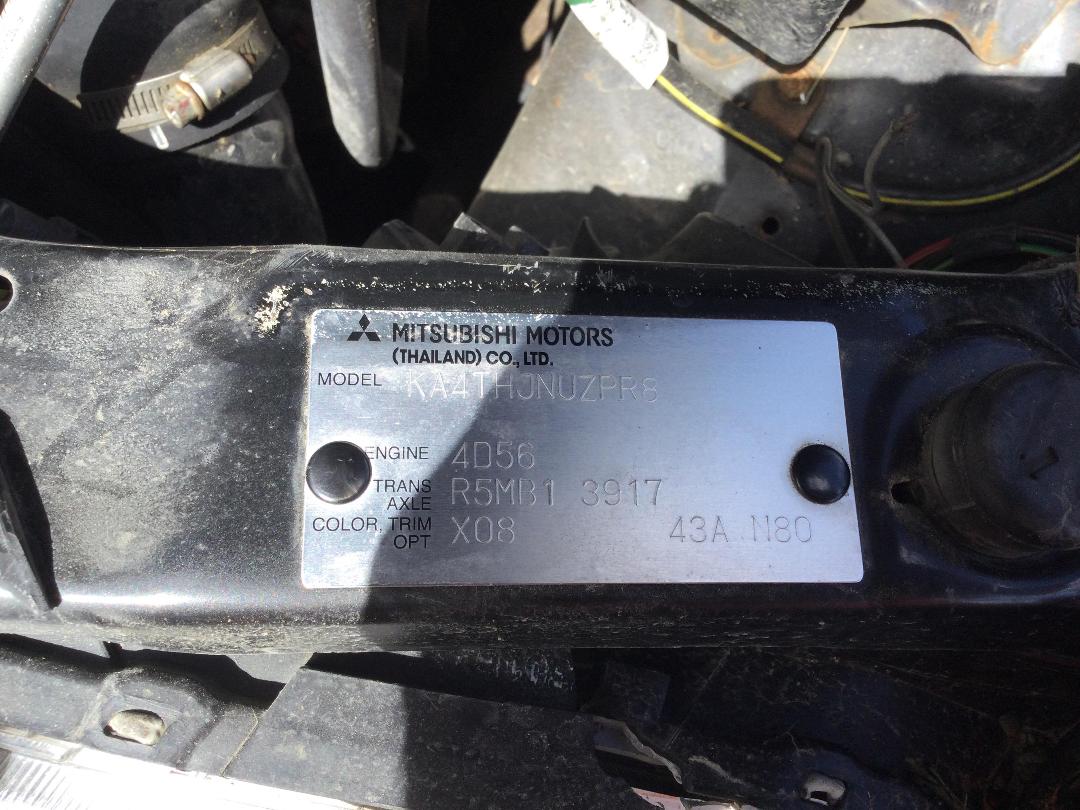 MITSUBISHI MOTORS
(THAILAND) CO., LTD.
MODEL KA4THJNUZPR8
ENGINE 4D56
TRANS AXLE R5MB1 3917
COLOR, TRIM OPT X08 43A N80